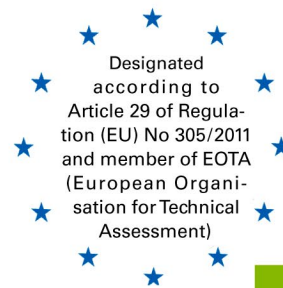 Designated
according to
Article 29 of Regula-
tion (EU) No 305/2011
and member of EOTA
(European Organi-
sation for Technical
Assessment)